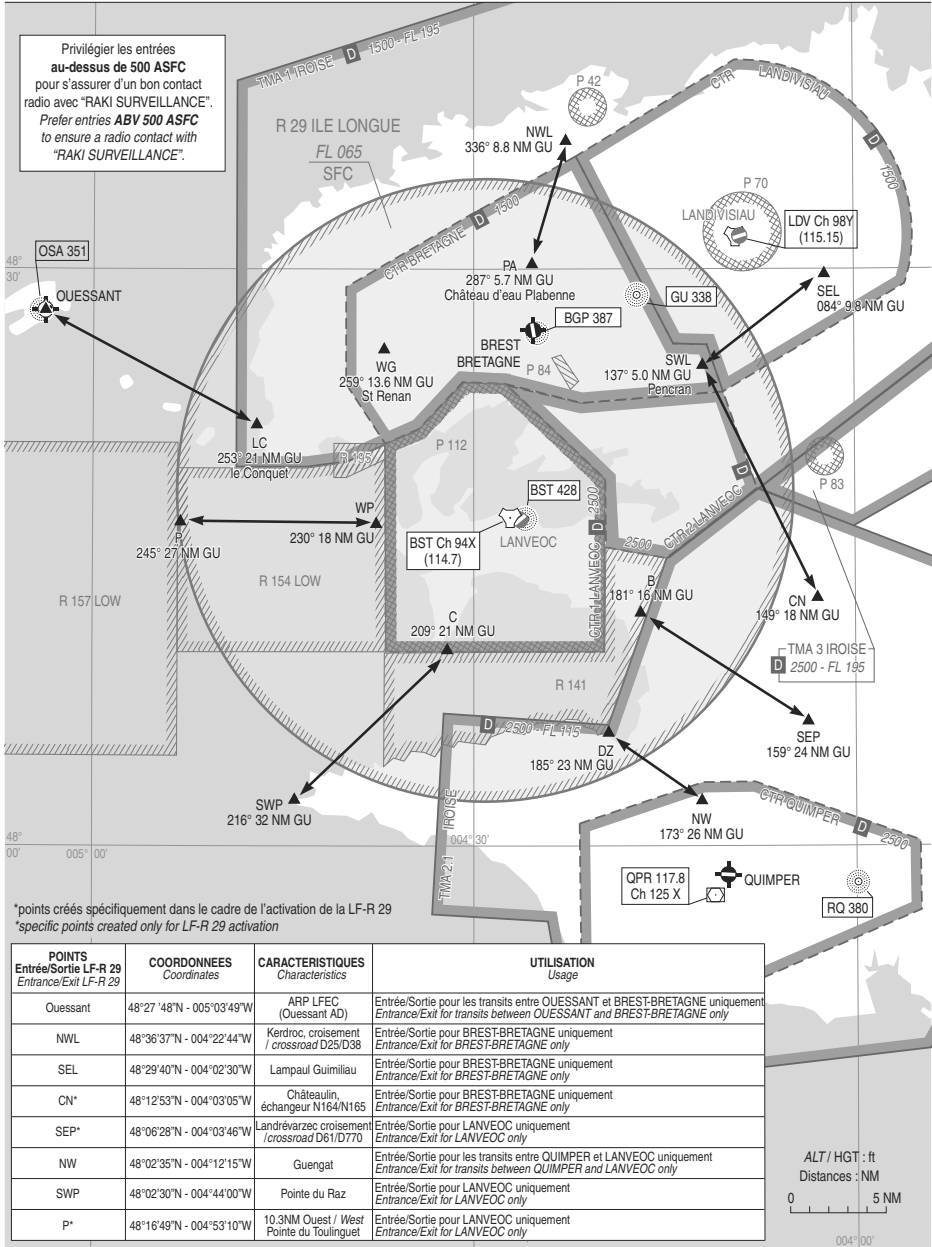 Privilégier les entrées
au-dessus de 500 ASFC
pour s'assurer d'un bon contact
radio avec "RAKI SURVEILLANCE".
Prefer entries ABV 500 ASFC
to ensure a radio contact with
"RAKI SURVEILLANCE".
TMA 1 IROISE D 1500 - FL 195
R 29 ILE LONGUE
FL 065
SFC
P 42
NWL
336° 8.8 NM GU
CTR LANDIVISIAU
D 1500
P 70
LANDIVISIAU
LDV Ch 98Y
(115.15)
CTR BRETAGNE D 1500
OSA 351
48°
30'
OUESSANT
PA
287° 5.7 NM GU
Château d'eau Plabenne
GU 338
SEL
084° 9.8 NM GU
BGP 387
BREST
BRETAGNE
P 84
WG
259° 13.6 NM GU
St Renan
SWL
137° 5.0 NM GU
Pencran
LC
253° 21 NM GU
le Conquet
R 195
P 112
D
P 83
BST 428
BST Ch 94X
(114.7)
LANVEOC
CTR 1 LANVEOC D 2500
2500 CTR 2 LANVEOC
WP
230° 18 NM GU
P
245° 27 NM GU
R 154 LOW
R 157 LOW
B
181° 16 NM GU
CN
149° 18 NM GU
C
209° 21 NM GU
TMA 3 IROISE
D 2500 - FL 195
R 141
D 2500 - FL 115
DZ
185° 23 NM GU
SEP
159° 24 NM GU
SWP
216° 32 NM GU
NW
173° 26 NM GU
CTR QUIMPER D 2500
TMA 2.1 IROISE
48°
00'
005° 00'
004° 30'
QPR 117.8
Ch 125 X
QUIMPER
RQ 380
*points créés spécifiquement dans le cadre de l'activation de la LF-R 29
*specific points created only for LF-R 29 activation
POINTS
Entrée/Sortie LF-R 29
Entrance/Exit LF-R 29
COORDONNEES
Coordinates
CARACTERISTIQUES
Characteristics
UTILISATION
Usage
Ouessant
48°27 '48"N - 005°03'49"W
ARP LFEC
(Ouessant AD)
Entrée/Sortie pour les transits entre OUESSANT et BREST-BRETAGNE uniquement
Entrance/Exit for transits between OUESSANT and BREST-BRETAGNE only
NWL
48°36'37"N - 004°22'44"W
Kerdroc, croisement
/ crossroad D25/D38
Entrée/Sortie pour BREST-BRETAGNE uniquement
Entrance/Exit for BREST-BRETAGNE only
SEL
48°29'40"N - 004°02'30"W
Lampaul Guimiliau
Entrée/Sortie pour BREST-BRETAGNE uniquement
Entrance/Exit for BREST-BRETAGNE only
CN*
48°12'53"N - 004°03'05"W
Châteaulin,
échangeur N164/N165
Entrée/Sortie pour BREST-BRETAGNE uniquement
Entrance/Exit for BREST-BRETAGNE only
SEP*
48°06'28"N - 004°03'46"W
Landrévarzec croisement
/crossroad D61/D770
Entrée/Sortie pour LANVEOC uniquement
Entrance/Exit for LANVEOC only
NW
48°02'35"N - 004°12'15"W
Guengat
Entrée/Sortie pour les transits entre QUIMPER et LANVEOC uniquement
Entrance/Exit for transits between QUIMPER and LANVEOC only
SWP
48°02'30"N - 004°44'00"W
Pointe du Raz
Entrée/Sortie pour LANVEOC uniquement
Entrance/Exit for LANVEOC only
P*
48°16'49"N - 004°53'10"W
10.3NM Ouest / West
Pointe du Toulinguet
Entrée/Sortie pour LANVEOC uniquement
Entrance/Exit for LANVEOC only
ALT / HGT : ft
Distances : NM
0 5 NM
004° 00'